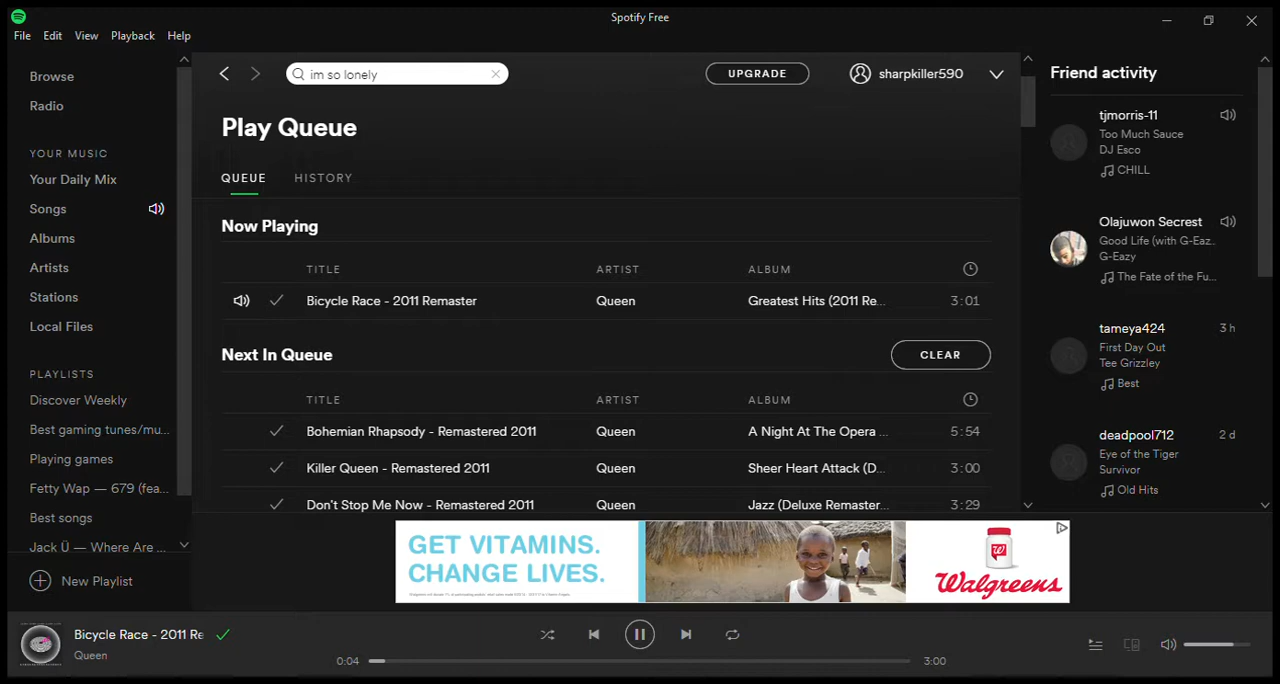 Spotify Free
File Edit View Playback Help
Browse
Radio
YOUR MUSIC
Your Daily Mix
Songs
Albums
Artists
Stations
Local Files
PLAYLISTS
Discover Weekly
Best gaming tunes/mu...
Playing games
Fetty Wap — 679 (fea...
Best songs
Jack Ü — Where Are ...
New Playlist
im so lonely
UPGRADE
sharpkiller590
Play Queue
QUEUE HISTORY
Now Playing
TITLE ARTIST ALBUM
Bicycle Race - 2011 Remaster Queen Greatest Hits (2011 Re... 3:01
Next In Queue CLEAR
TITLE ARTIST ALBUM
Bohemian Rhapsody - Remastered 2011 Queen A Night At The Opera ... 5:54
Killer Queen - Remastered 2011 Queen Sheer Heart Attack (D... 3:00
Don't Stop Me Now - Remastered 2011 Queen Jazz (Deluxe Remaster... 3:29
Friend activity
tjmorris-11
Too Much Sauce
DJ Esco
CHILL
Olajuwon Secrest
Good Life (with G-Eaz..
G-Eazy
The Fate of the Fu...
tameya424 3 h
First Day Out
Tee Grizzley
Best
deadpool712 2 d
Eye of the Tiger
Survivor
Old Hits
GET VITAMINS.
CHANGE LIVES.
Walgreens
Bicycle Race - 2011 Re
Queen
0:04 3:00